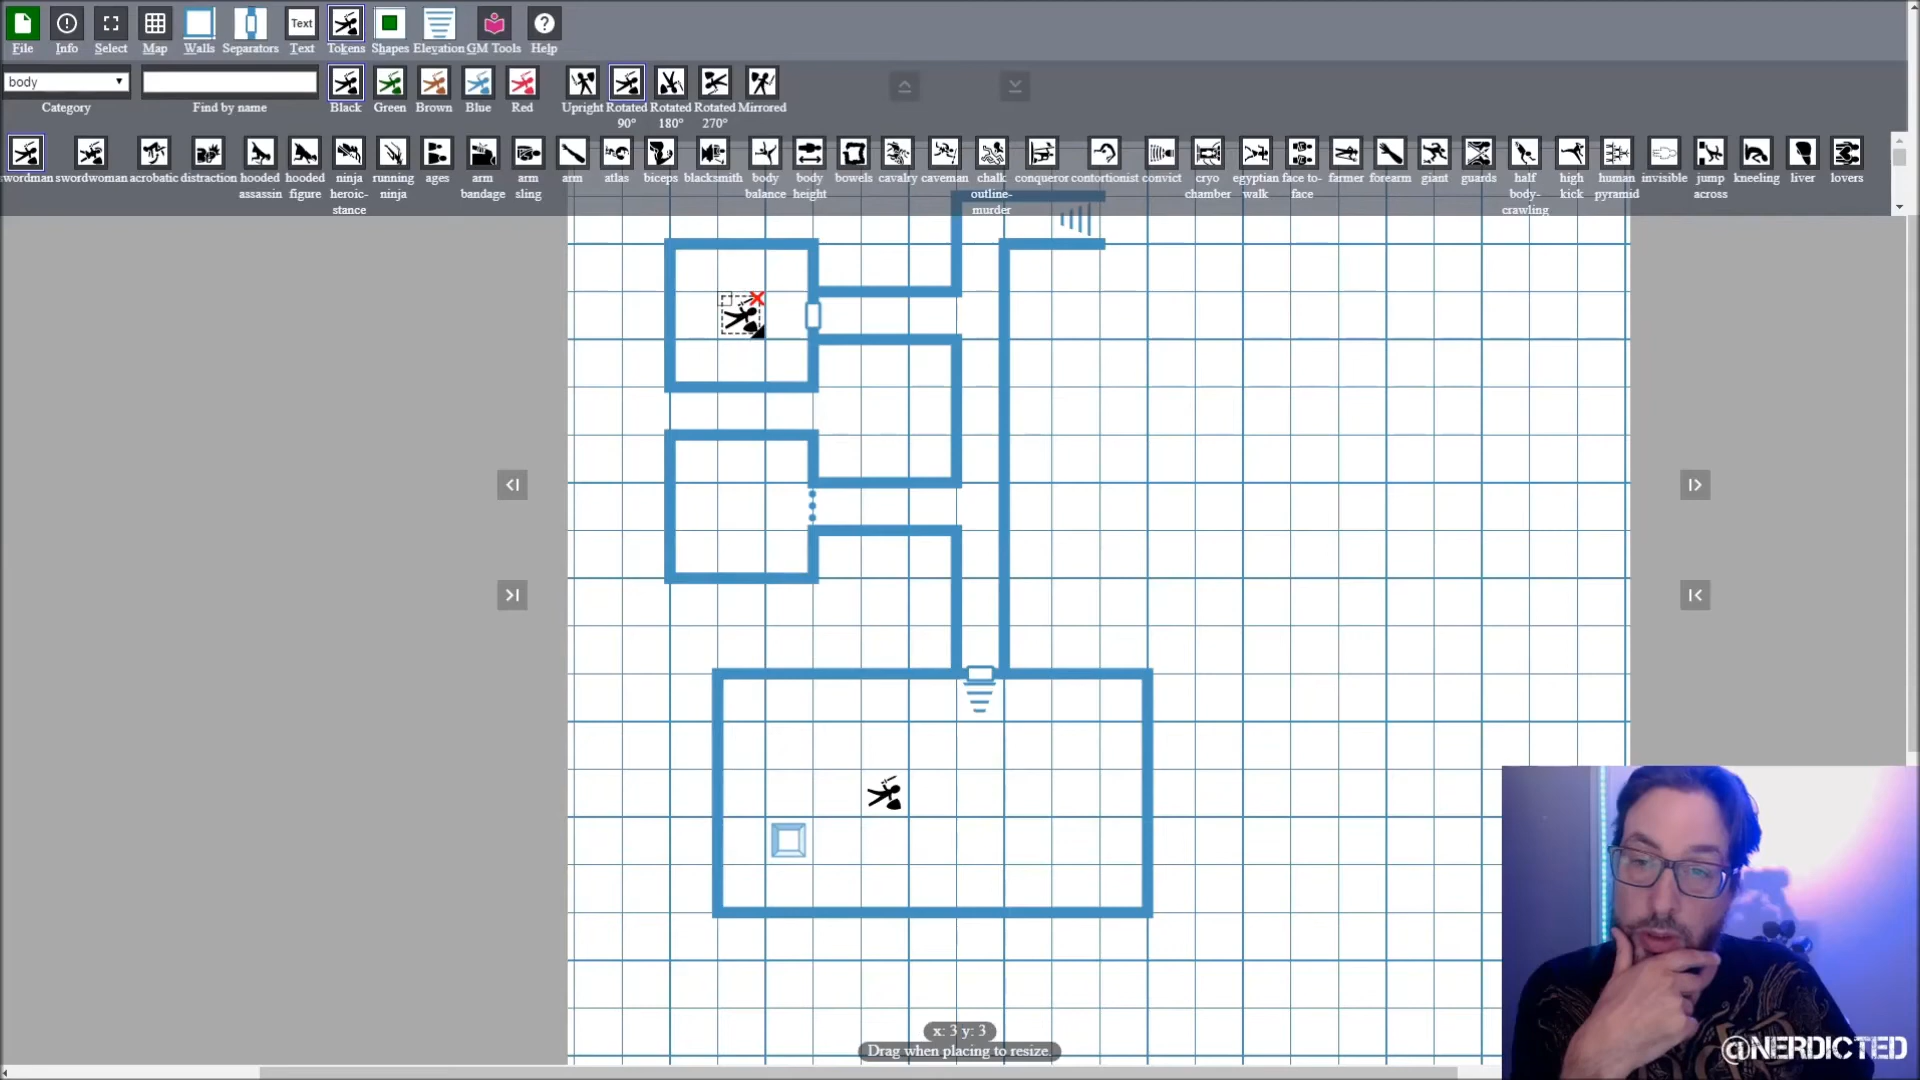 File Info Select Map Walls Separators Text Text Tokens Shapes Elevation GM Tools Help
body
Category Find by name Black Green Brown Blue Red Upright Rotated 90° Rotated 180° Rotated 270° Mirrored
swordman swordwoman acrobatic distraction hooded assassin hooded figure ninja heroic-stance running ninja ages arm bandage arm sling arm atlas biceps blacksmith body balance body height bowels cavalry caveman chalk outline-murder conqueror contortionist convict cryo chamber egyptian walk face to-face farmer forearm giant guards half body-crawling high kick human pyramid invisible jump across kneeling liver lovers
x: 3 y: 3
Drag when placing to resize.
@NERDICTED